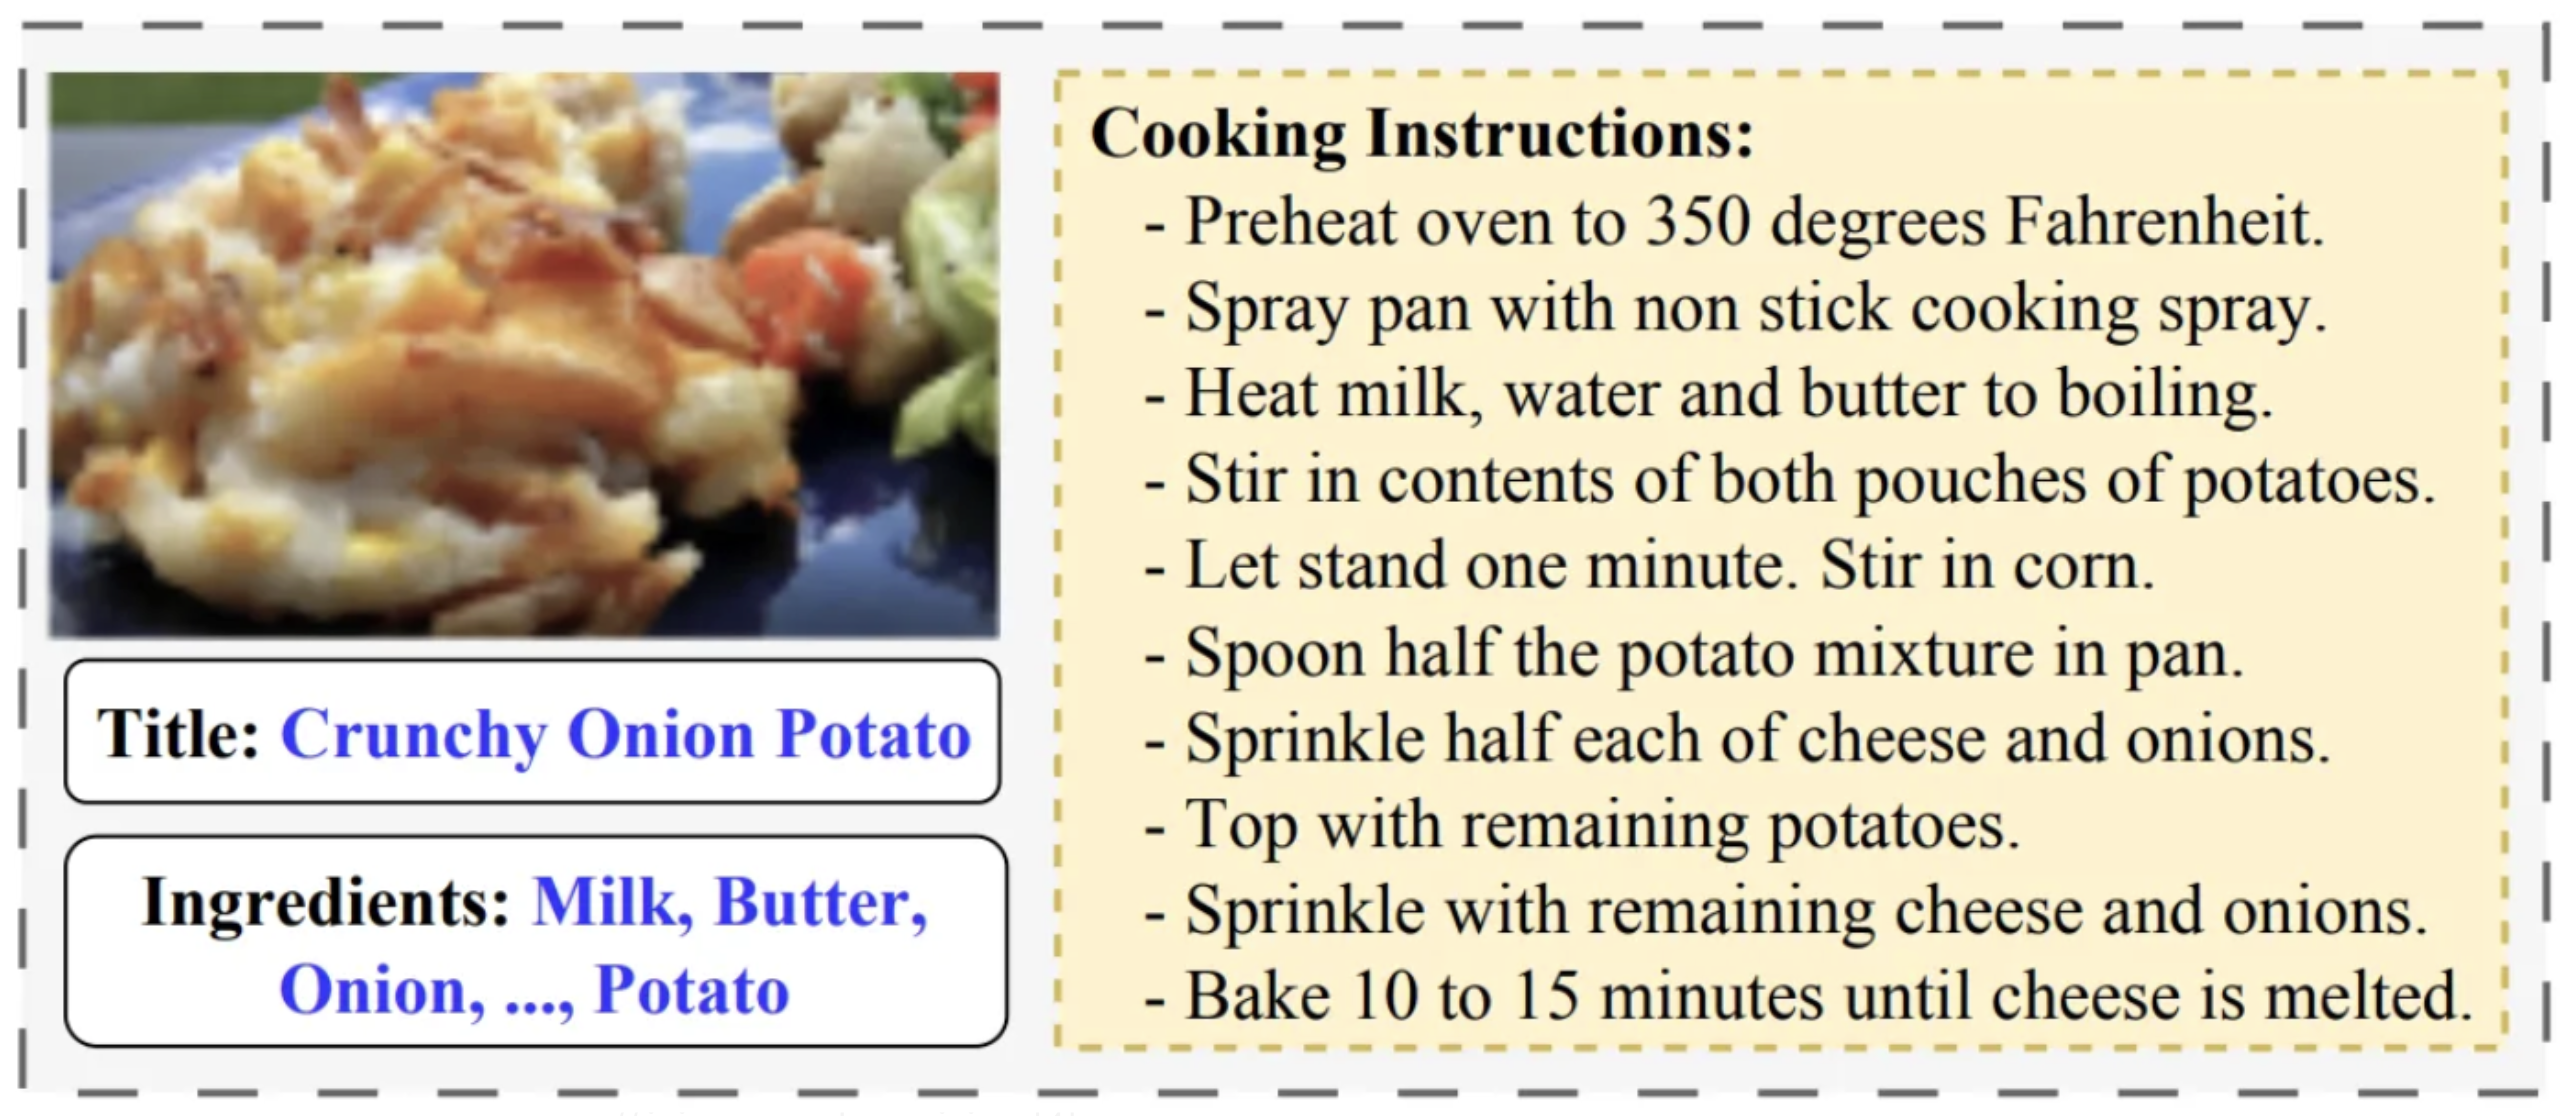 Title: Crunchy Onion Potato
Ingredients: Milk, Butter,
Onion, ..., Potato
Cooking Instructions:
- Preheat oven to 350 degrees Fahrenheit.
- Spray pan with non stick cooking spray.
- Heat milk, water and butter to boiling.
- Stir in contents of both pouches of potatoes.
- Let stand one minute. Stir in corn.
- Spoon half the potato mixture in pan.
- Sprinkle half each of cheese and onions.
- Top with remaining potatoes.
- Sprinkle with remaining cheese and onions.
- Bake 10 to 15 minutes until cheese is melted.